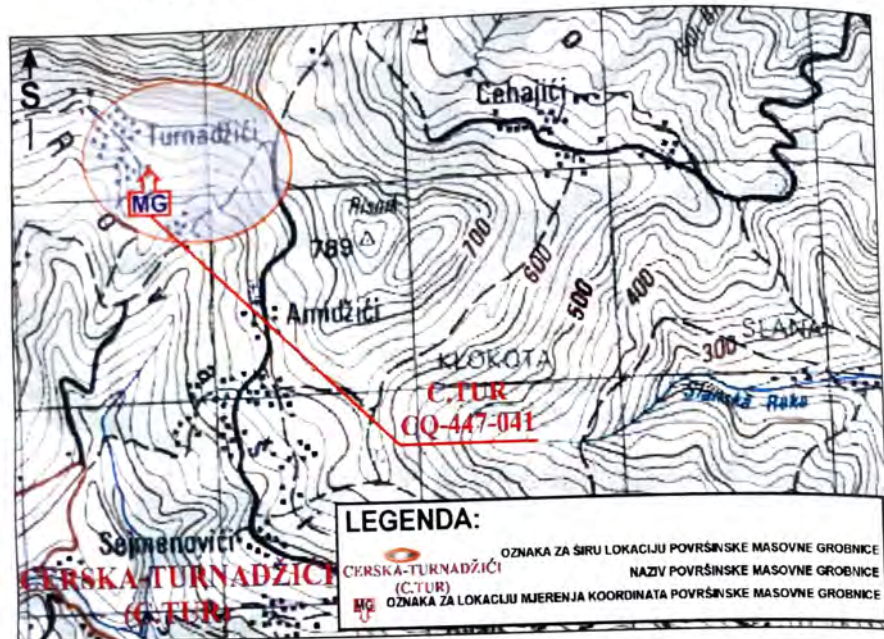 S
Turnadžići
MG
Čehajići
Risnik
789
700
600
500
400
300
Amidžići
KLOKOTA
SLANA
Slanska Reka
C.TUR
CQ-447-041
Sejmenovići
CERSKA-TURNADŽIĆI
(C.TUR)
LEGENDA:
OZNAKA ZA ŠIRU LOKACIJU POVRŠINSKE MASOVNE GROBNICE
CERSKA-TURNADŽIĆI
(C.TUR)
NAZIV POVRŠINSKE MASOVNE GROBNICE
MG
OZNAKA ZA LOKACIJU MJERENJA KOORDINATA POVRŠINSKE MASOVNE GROBNICE